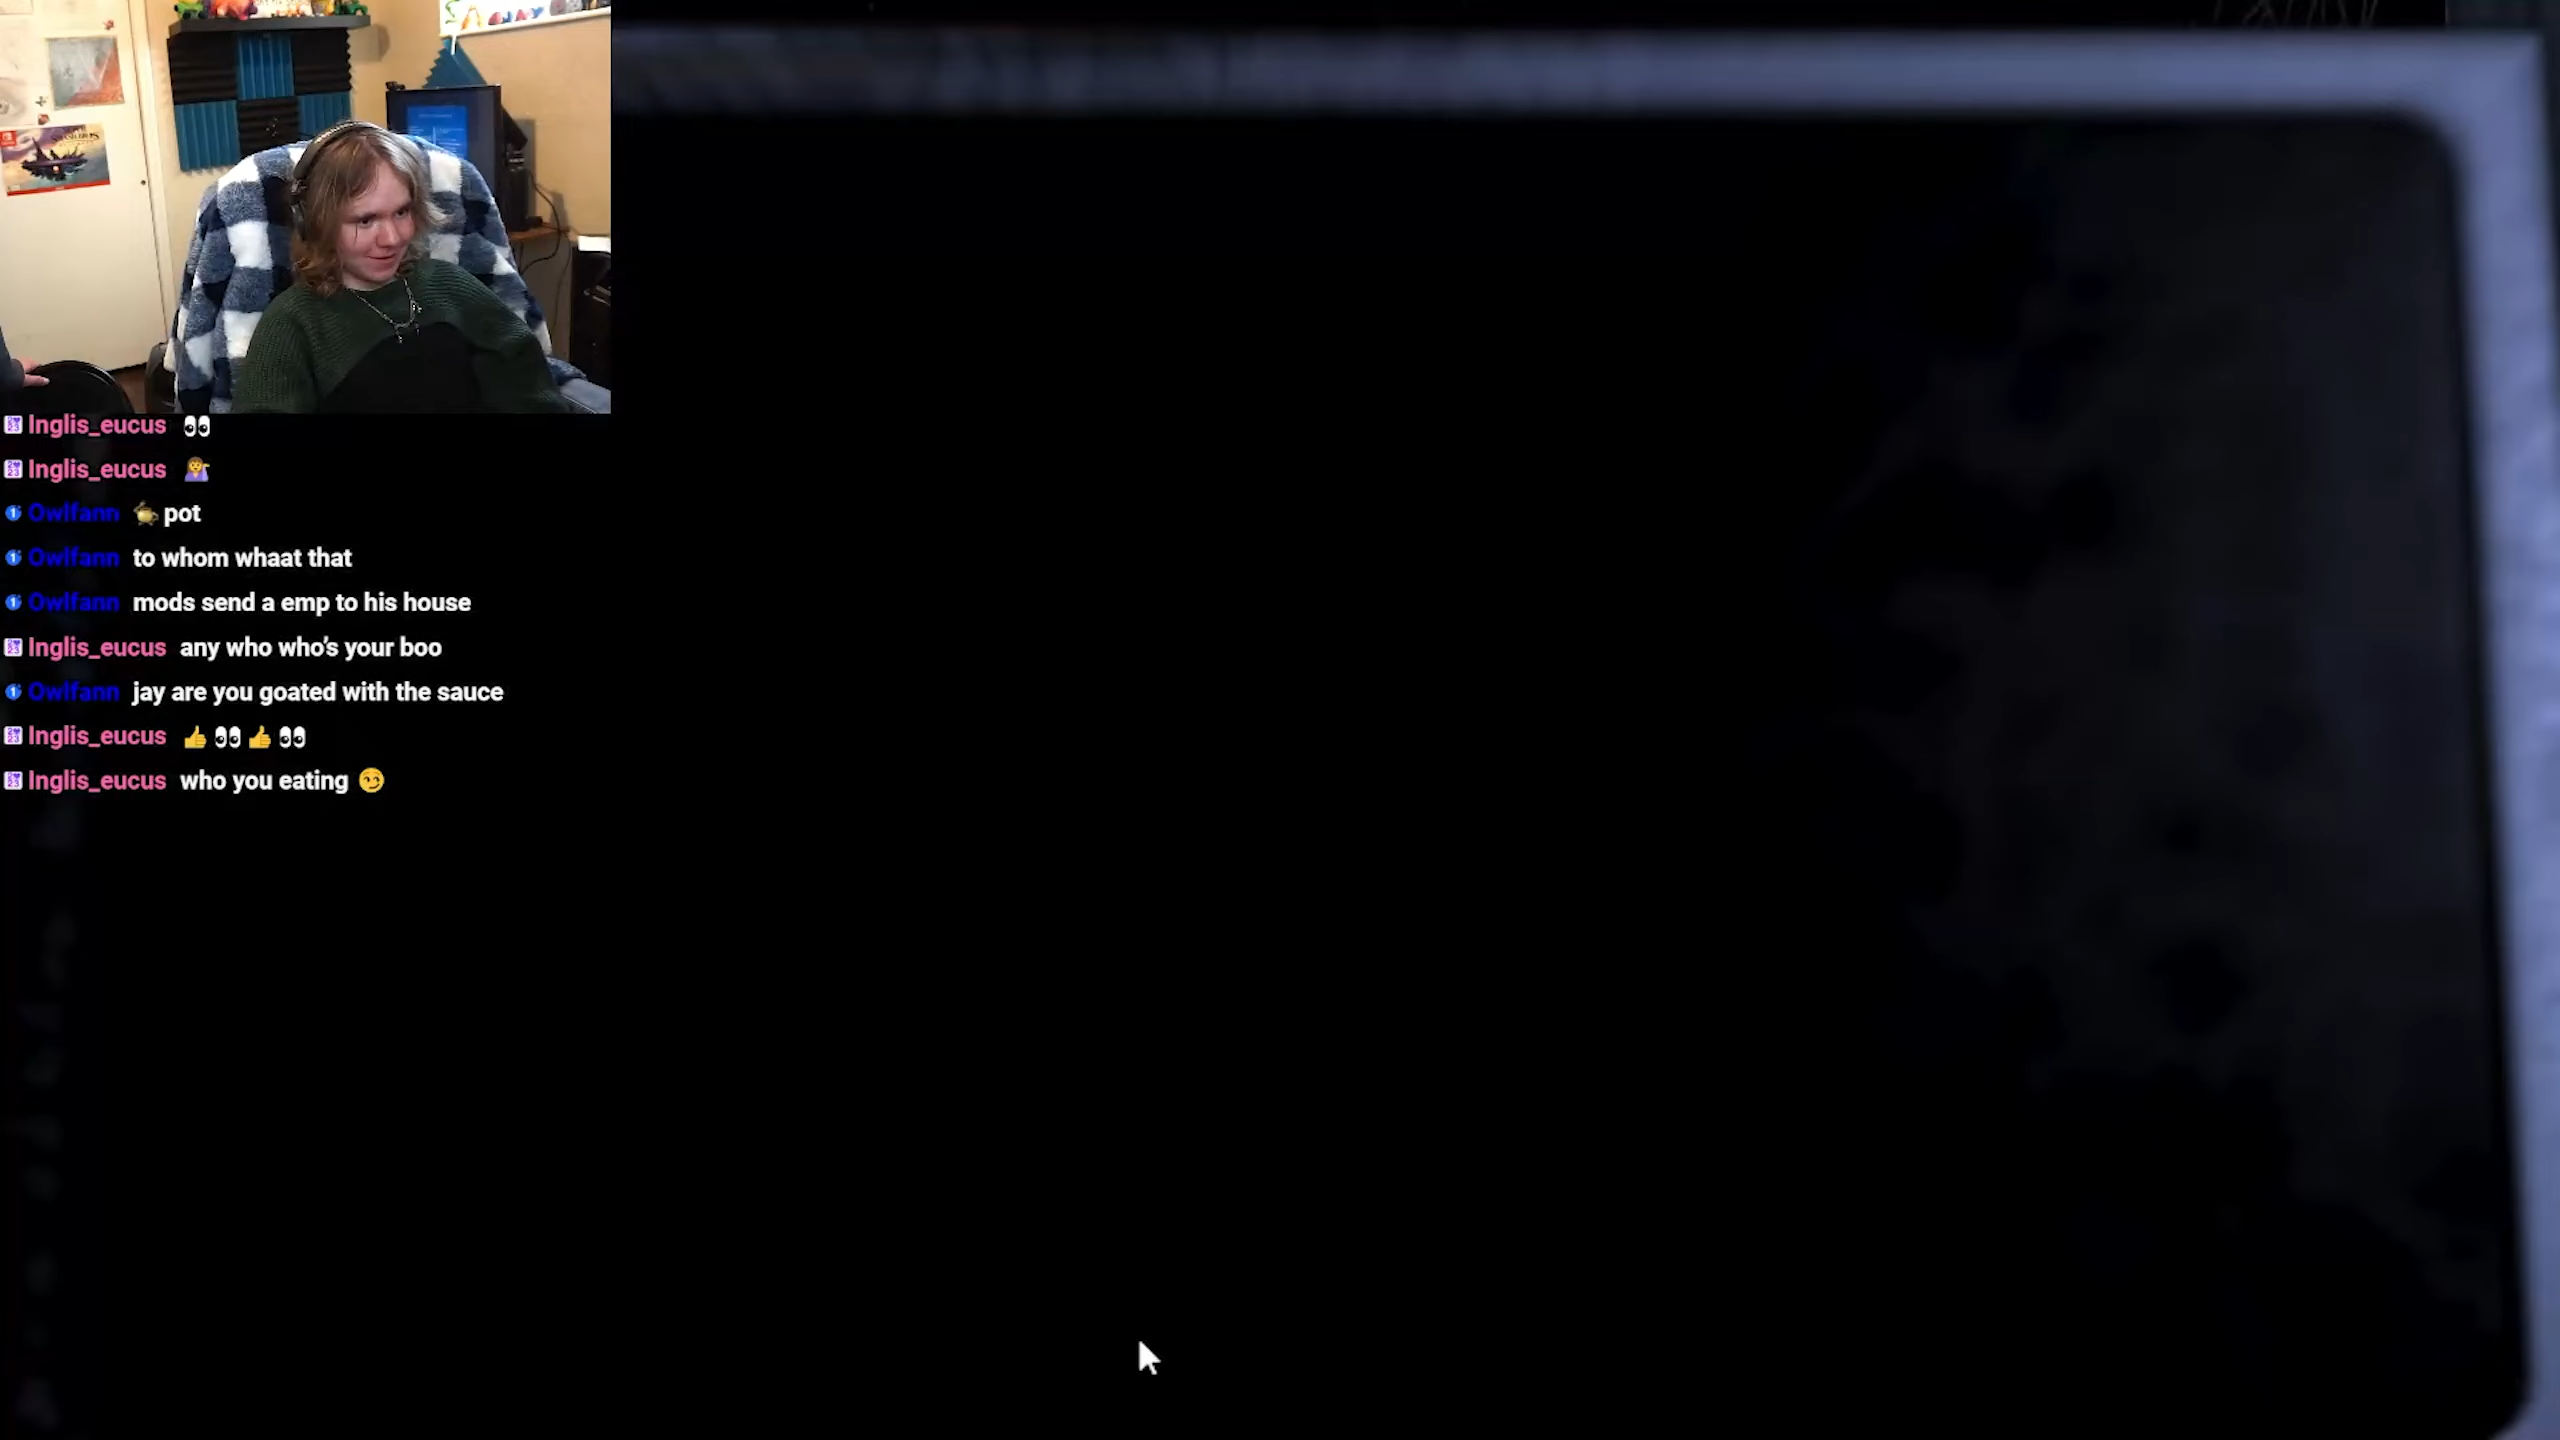 Inglis_eucus 👀
Inglis_eucus 💁‍♀️
Owlfann pot
Owlfann to whom whaat that
Owlfann mods send a emp to his house
Inglis_eucus any who who's your boo
Owlfann jay are you goated with the sauce
Inglis_eucus 👍👀👍👀
Inglis_eucus who you eating 😏